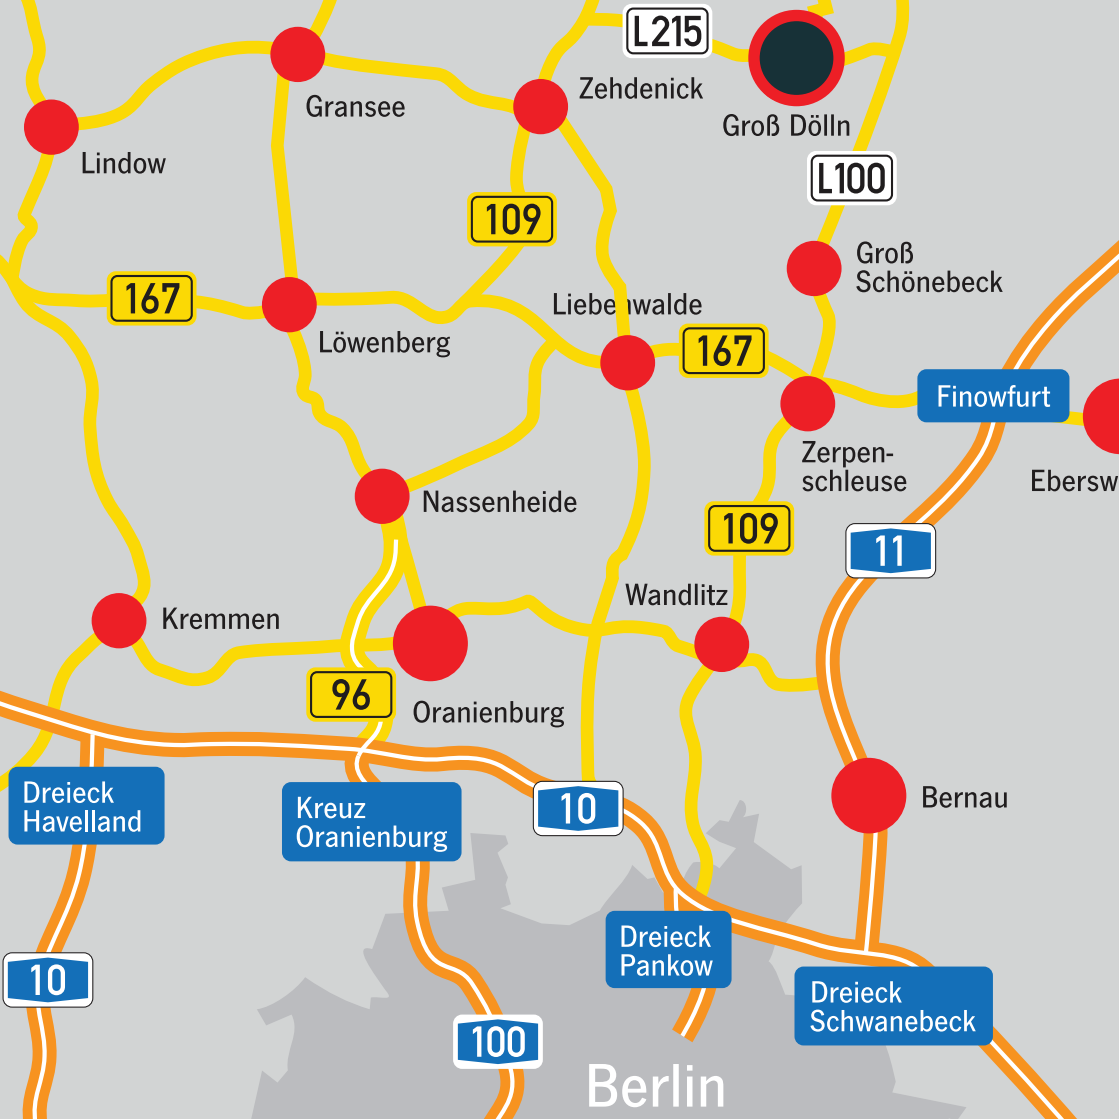 L215
Zehdenick
Gransee
Groß Dölln
Lindow
L100
109
Groß
Schönebeck
167
Liebenwalde
Löwenberg
167
Finowfurt
Zerpen-
schleuse
Ebersw
Nassenheide
109
11
Wandlitz
Kremmen
96
Oranienburg
Dreieck
Havelland
Kreuz
Oranienburg
10
Bernau
Dreieck
Pankow
10
Dreieck
Schwanebeck
100
Berlin